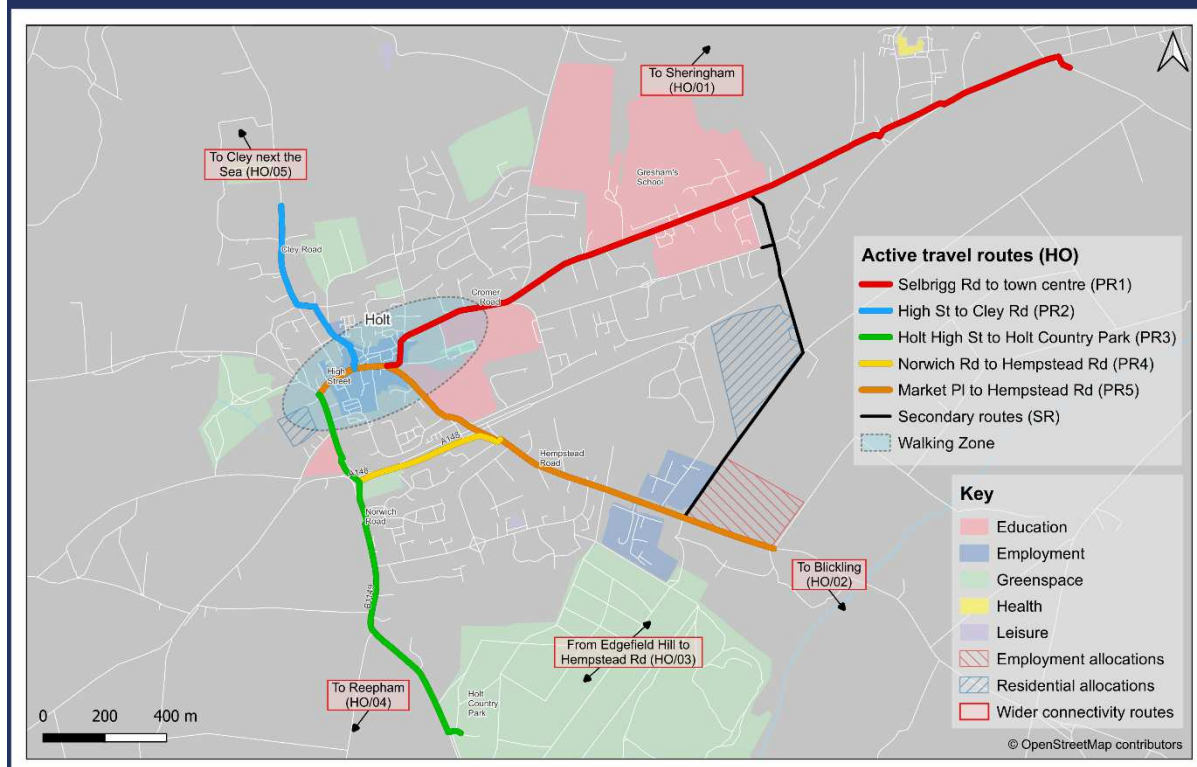 To Sheringham
(HO/01)
To Cley next the
Sea (HO/05)
Gresham's
School
Cley Road
Cromer
Road
Holt
High
Street
A148
A148
Hempstead
Road
Norwich
Road
B1149
To Blickling
(HO/02)
From Edgefield Hill to
Hempstead Rd (HO/03)
To Reepham
(HO/04)
Holt
Country
Park
0 200 400 m
Active travel routes (HO)
Selbrigg Rd to town centre (PR1)
High St to Cley Rd (PR2)
Holt High St to Holt Country Park (PR3)
Norwich Rd to Hempstead Rd (PR4)
Market Pl to Hempstead Rd (PR5)
Secondary routes (SR)
Walking Zone
Key
Education
Employment
Greenspace
Health
Leisure
Employment allocations
Residential allocations
Wider connectivity routes
© OpenStreetMap contributors